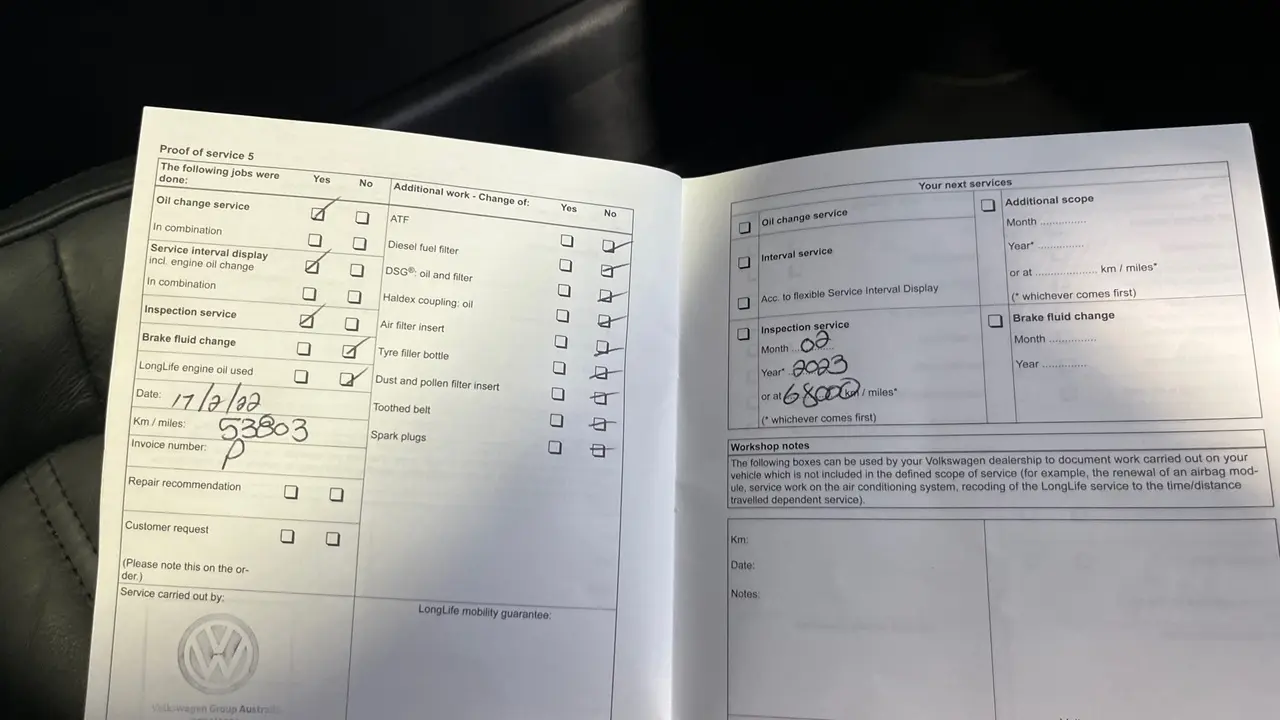 Proof of service 5
The following jobs were done: Yes No
Oil change service
In combination
Service interval display
incl. engine oil change
In combination
Inspection service
Brake fluid change
LongLife engine oil used
Date: 17/2/22
Km / miles: 53803
Invoice number: P
Repair recommendation
Customer request
(Please note this on the or-
der.)
Service carried out by:
Volkswagen Group Austral
Additional work - Change of: Yes No
ATF
Diesel fuel filter
DSG®: oil and filter
Haldex coupling: oil
Air filter insert
Tyre filler bottle
Dust and pollen filter insert
Toothed belt
Spark plugs
LongLife mobility guarantee:
Your next services
Oil change service
Interval service
Acc. to flexible Service Interval Display
Inspection service
Month ... 02
Year* .. 2023
or at 68000 km / miles*
(* whichever comes first)
Additional scope
Month ..............
Year* ..............
or at ................... km / miles*
(* whichever comes first)
Brake fluid change
Month ..............
Year ..............
Workshop notes
The following boxes can be used by your Volkswagen dealership to document work carried out on your
vehicle which is not included in the defined scope of service (for example, the renewal of an airbag mod-
ule, service work on the air conditioning system, recoding of the LongLife service to the time/distance
travelled dependent service).
Km:
Date:
Notes: